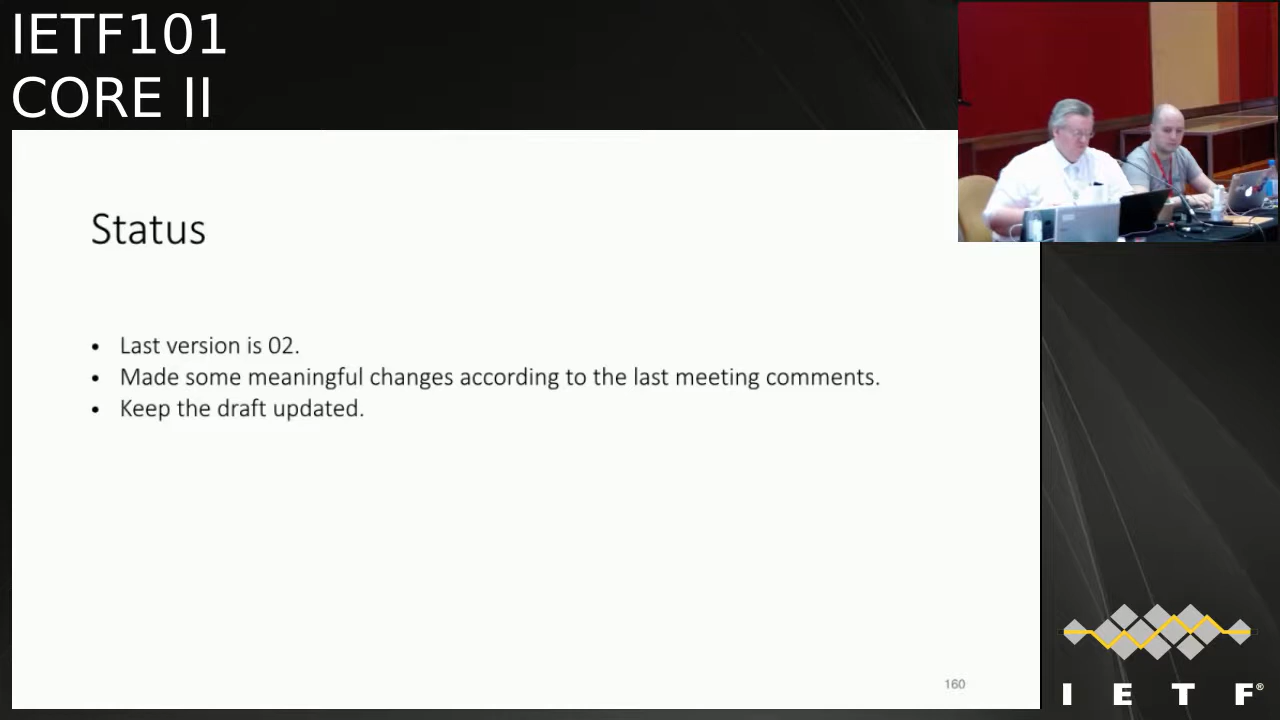 IETF101
CORE II
Status
• Last version is 02.
• Made some meaningful changes according to the last meeting comments.
• Keep the draft updated.
160
I E T F®